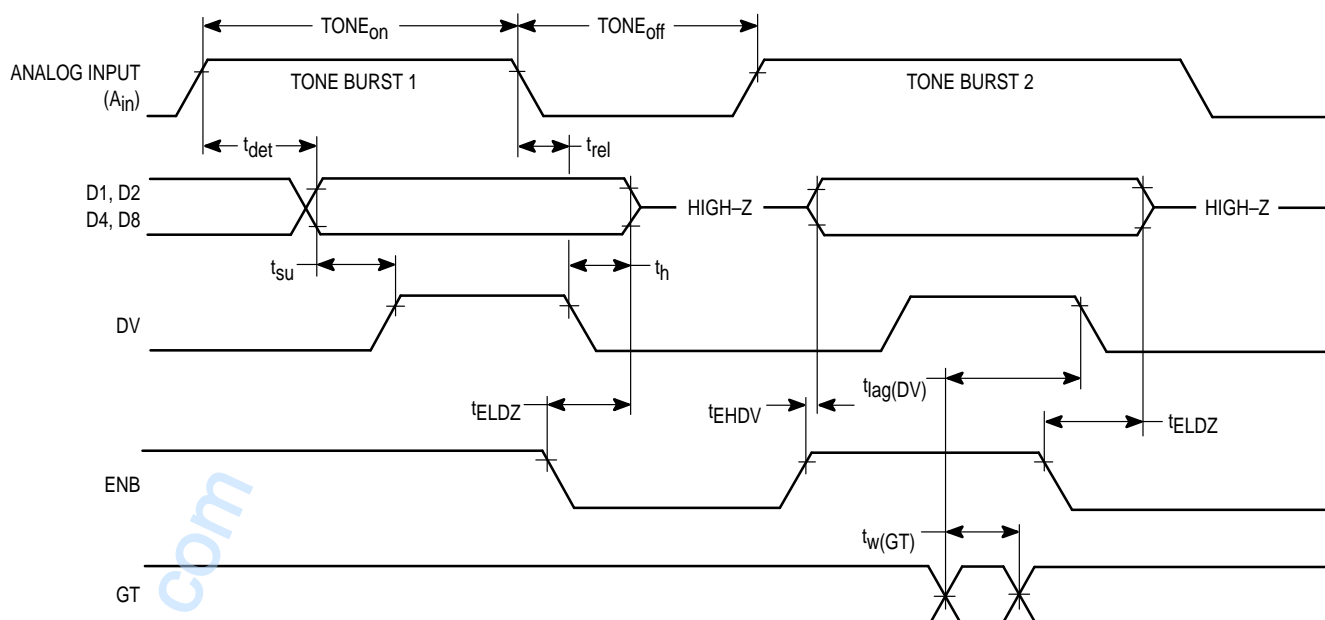 TONEon
TONEoff
ANALOG INPUT
(Ain)
TONE BURST 1
TONE BURST 2
tdet
trel
D1, D2
D4, D8
HIGH–Z
HIGH–Z
tsu
th
DV
tlag(DV)
tELDZ
tEHDV
tELDZ
ENB
tw(GT)
GT
com